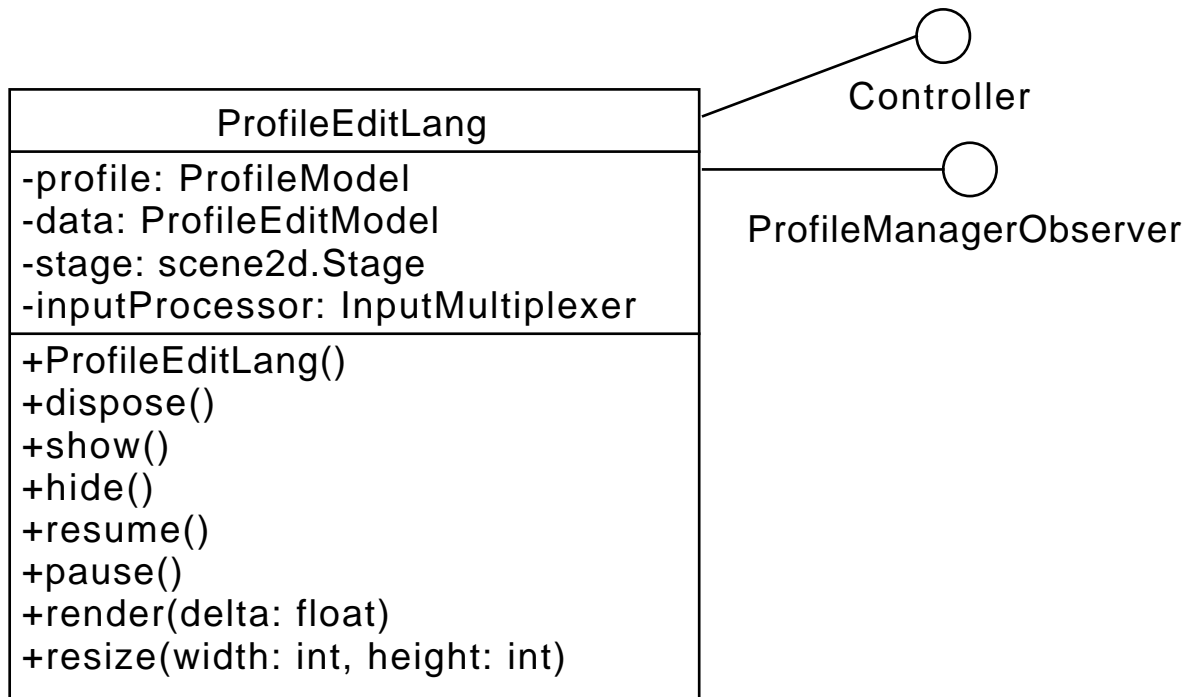 Controller
ProfileEditLang
ProfileManagerObserver
-profile: ProfileModel
-data: ProfileEditModel
-stage: scene2d.Stage
-inputProcessor: InputMultiplexer
+ProfileEditLang()
+dispose()
+show()
+hide()
+resume()
+pause()
+render(delta: float)
+resize(width: int, height: int)